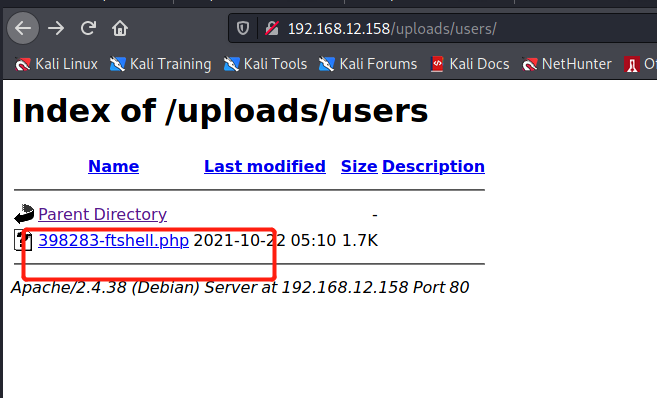 192.168.12.158/uploads/users/
Kali Linux Kali Training Kali Tools Kali Forums Kali Docs NetHunter
Index of /uploads/users
Name Last modified Size Description
Parent Directory -
398283-ftshell.php 2021-10-22 05:10 1.7K
Apache/2.4.38 (Debian) Server at 192.168.12.158 Port 80